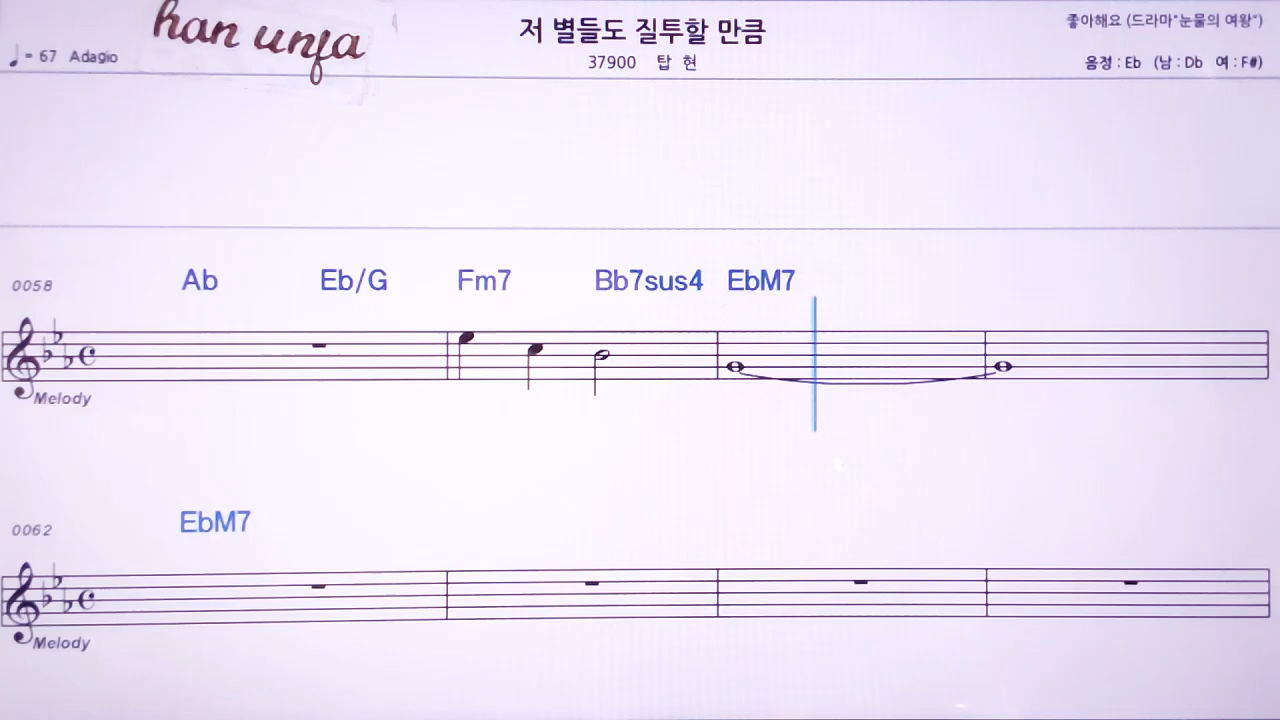 han unja
저 별들도 질투할 만큼
좋아해요 (드라마"눈물의 여왕")
♩= 67 Adagio
37900 탑 현
음정 : Eb (남 : Db 여 : F#)
0058 Ab Eb/G Fm7 Bb7sus4 EbM7
Melody
0062 EbM7
Melody